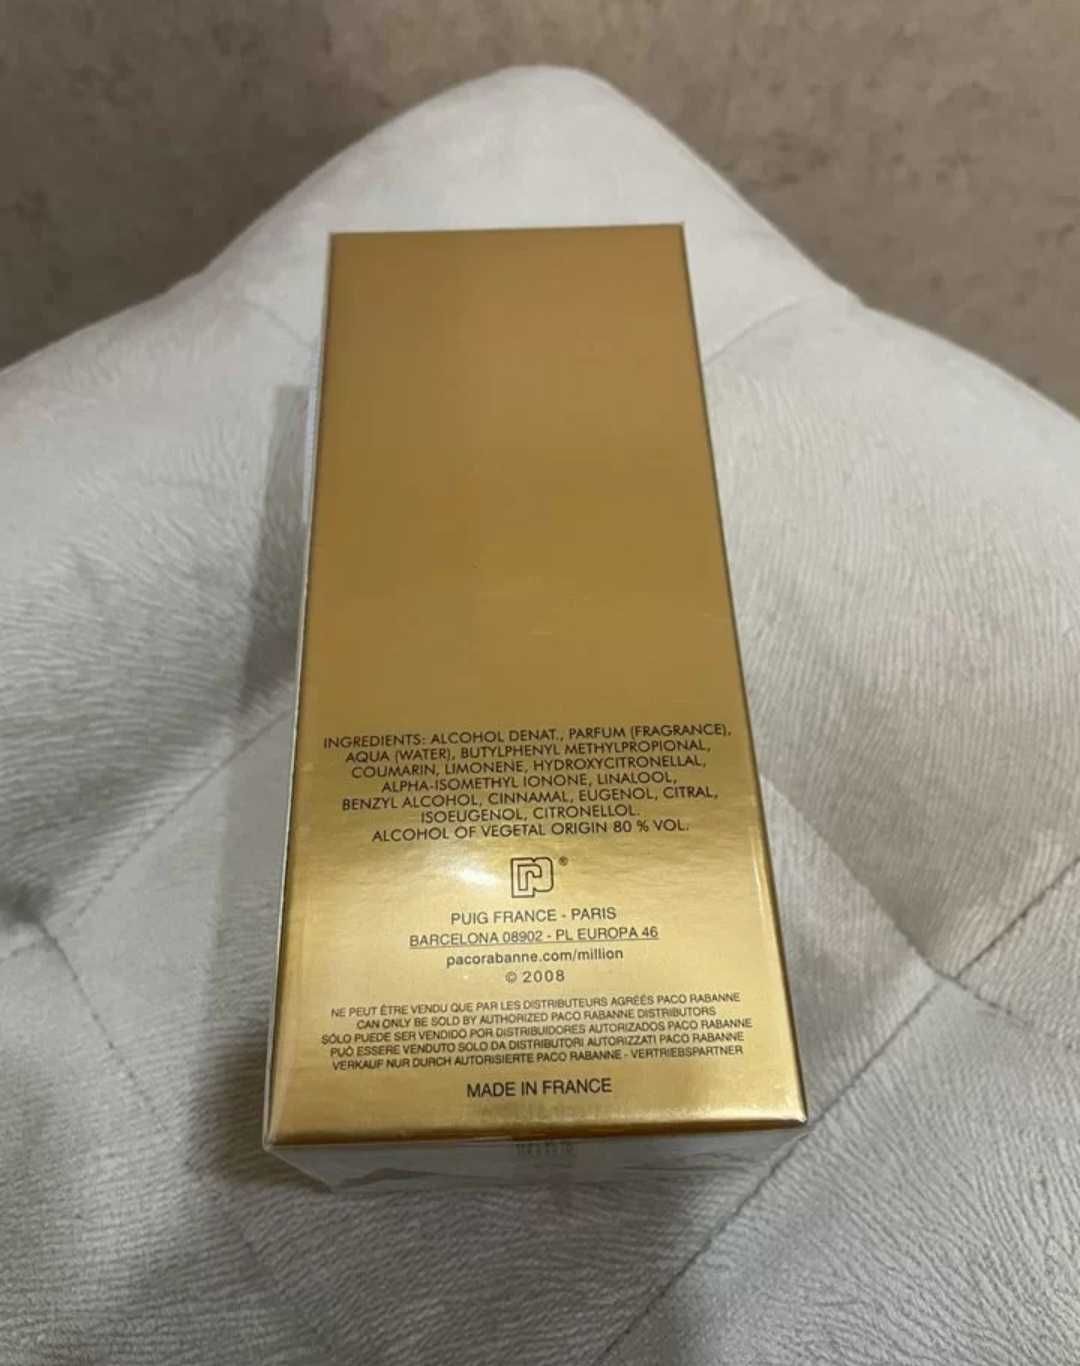 INGREDIENTS: ALCOHOL DENAT., PARFUM (FRAGRANCE),
AQUA (WATER), BUTYLPHENYL METHYLPROPIONAL,
COUMARIN, LIMONENE, HYDROXYCITRONELLAL,
ALPHA-ISOMETHYL IONONE, LINALOOL,
BENZYL ALCOHOL, CINNAMAL, EUGENOL, CITRAL,
ISOEUGENOL, CITRONELLOL.
ALCOHOL OF VEGETAL ORIGIN 80 % VOL.
®
PUIG FRANCE - PARIS
BARCELONA 08902 - PL EUROPA 46
pacorabanne.com/million
© 2008
NE PEUT ÊTRE VENDU QUE PAR LES DISTRIBUTEURS AGRÉÉS PACO RABANNE
CAN ONLY BE SOLD BY AUTHORIZED PACO RABANNE DISTRIBUTORS
SÓLO PUEDE SER VENDIDO POR DISTRIBUIDORES AUTORIZADOS PACO RABANNE
PUÒ ESSERE VENDUTO SOLO DA DISTRIBUTORI AUTORIZZATI PACO RABANNE
VERKAUF NUR DURCH AUTORISIERTE PACO RABANNE - VERTRIEBSPARTNER
MADE IN FRANCE